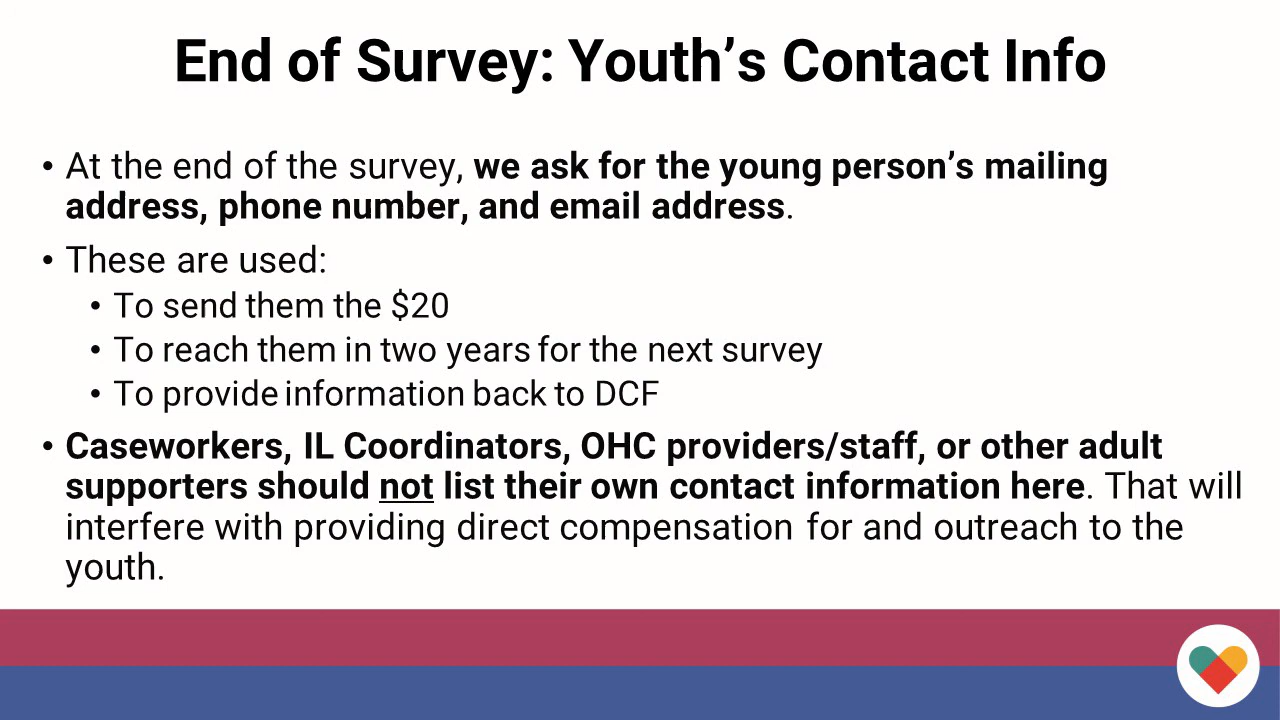 End of Survey: Youth’s Contact Info
• At the end of the survey, we ask for the young person’s mailing
address, phone number, and email address.
• These are used:
• To send them the $20
• To reach them in two years for the next survey
• To provide information back to DCF
• Caseworkers, IL Coordinators, OHC providers/staff, or other adult
supporters should not list their own contact information here. That will
interfere with providing direct compensation for and outreach to the
youth.